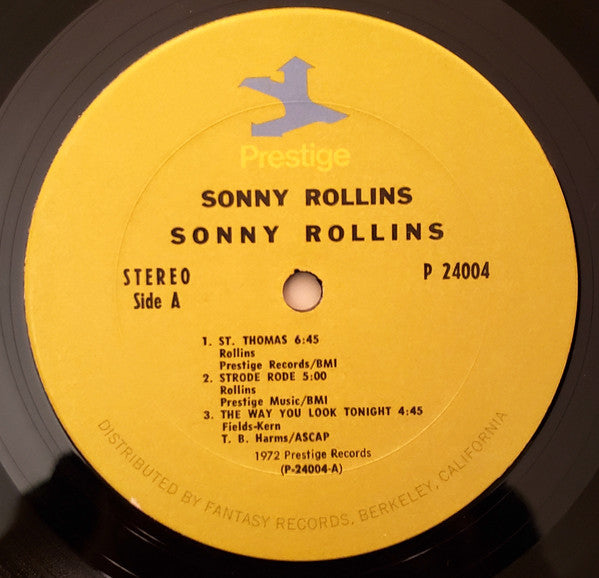 Prestige
SONNY ROLLINS
SONNY ROLLINS
STEREO
Side A
P 24004
1. ST. THOMAS 6:45
Rollins
Prestige Records/BMI
2. STRODE RODE 5:00
Rollins
Prestige Music/BMI
3. THE WAY YOU LOOK TONIGHT 4:45
Fields-Kern
T. B. Harms/ASCAP
1972 Prestige Records
(P-24004-A)
DISTRIBUTED BY FANTASY RECORDS, BERKELEY, CALIFORNIA